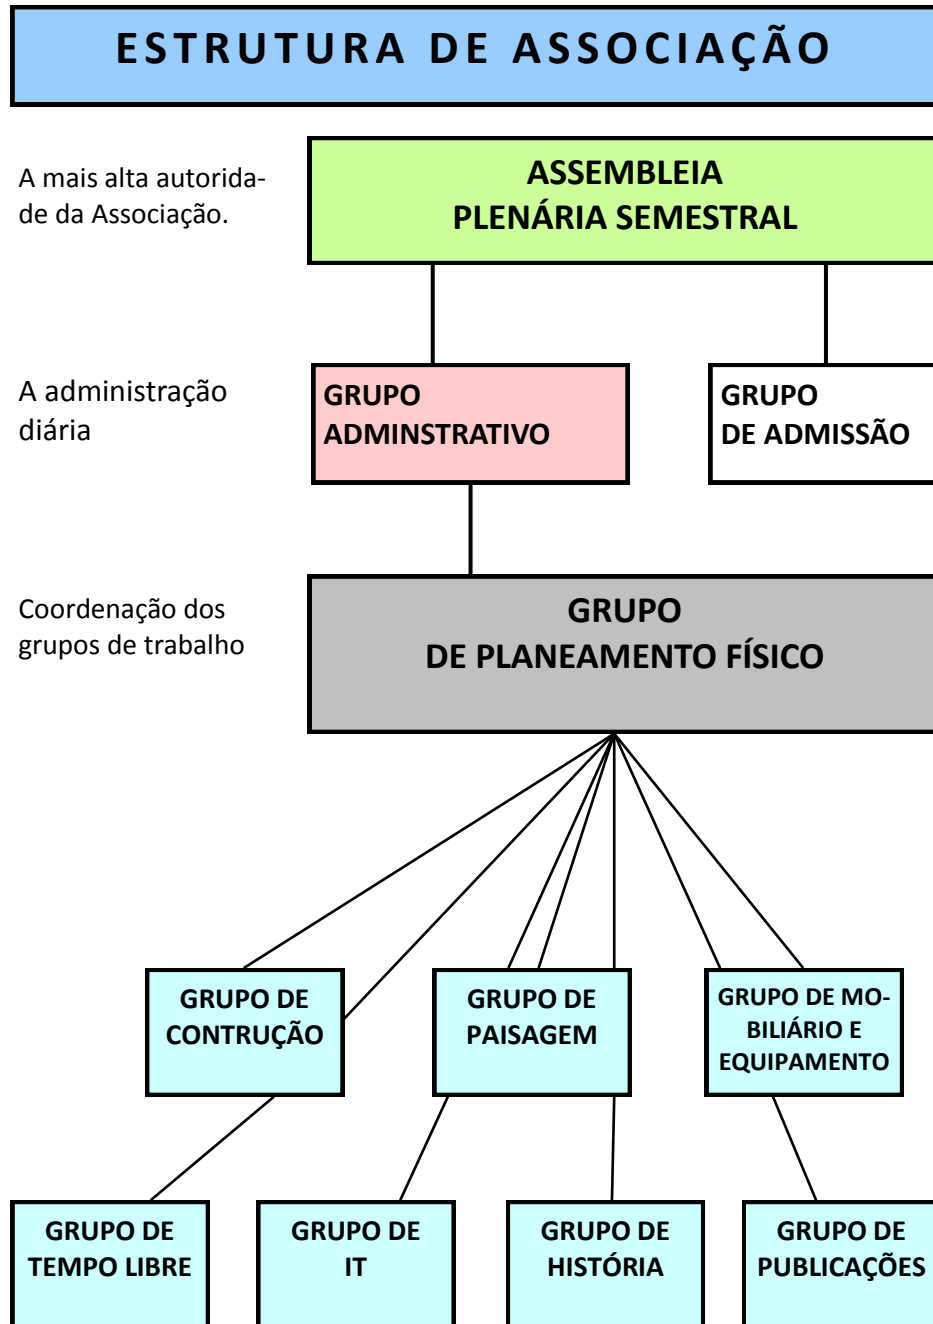 ESTRUTURA DE ASSOCIAÇÃO
A mais alta autorida-
de da Associação.
ASSEMBLEIA
PLENÁRIA SEMESTRAL
A administração
diária
GRUPO
ADMINSTRATIVO
GRUPO
DE ADMISSÃO
Coordenação dos
grupos de trabalho
GRUPO
DE PLANEAMENTO FÍSICO
GRUPO DE
CONTRUÇÃO
GRUPO DE
PAISAGEM
GRUPO DE MO-
BILIÁRIO E
EQUIPAMENTO
GRUPO DE
TEMPO LIBRE
GRUPO DE
IT
GRUPO DE
HISTÓRIA
GRUPO DE
PUBLICAÇÕES